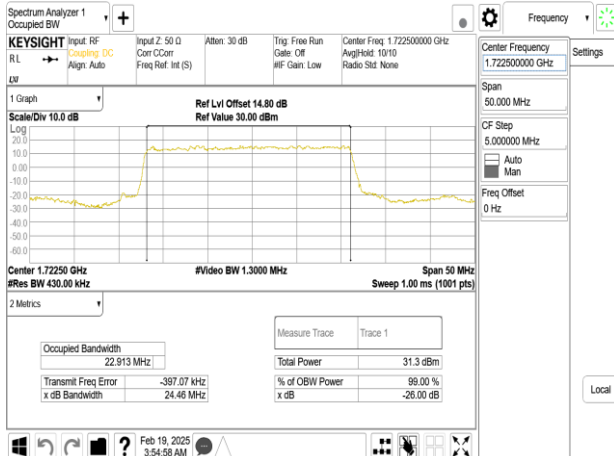 Spectrum Analyzer 1
Occupied BW
+
Frequency
KEYSIGHT
RL
Input: RF
Coupling: DC
Align: Auto
Input Z: 50 Ω
Corr CCorr
Freq Ref: Int (S)
Atten: 30 dB
Trig: Free Run
Gate: Off
#IF Gain: Low
Center Freq: 1.722500000 GHz
Avg|Hold: 10/10
Radio Std: None
LXI
Center Frequency
1.722500000 GHz
Settings
Span
50.000 MHz
CF Step
5.000000 MHz
Auto
Man
Freq Offset
0 Hz
Local
1 Graph
Scale/Div 10.0 dB
Ref Lvl Offset 14.80 dB
Ref Value 30.00 dBm
Log
20.0
10.0
0.00
-10.0
-20.0
-30.0
-40.0
-50.0
-60.0
Center 1.72250 GHz
#Video BW 1.3000 MHz
Span 50 MHz
#Res BW 430.00 kHz
Sweep 1.00 ms (1001 pts)
2 Metrics
Measure Trace
Trace 1
Occupied Bandwidth
22.913 MHz
Total Power
31.3 dBm
Transmit Freq Error
-397.07 kHz
% of OBW Power
99.00 %
x dB Bandwidth
24.46 MHz
x dB
-26.00 dB
?
Feb 19, 2025
3:54:58 AM